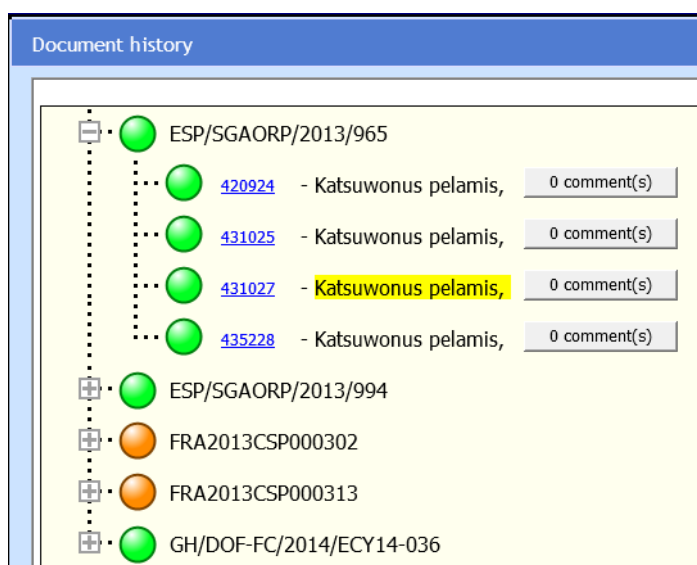 Document history
ESP/SGAORP/2013/965
420924 - Katsuwonus pelamis, 0 comment(s)
431025 - Katsuwonus pelamis, 0 comment(s)
431027 - Katsuwonus pelamis, 0 comment(s)
435228 - Katsuwonus pelamis, 0 comment(s)
ESP/SGAORP/2013/994
FRA2013CSP000302
FRA2013CSP000313
GH/DOF-FC/2014/ECY14-036